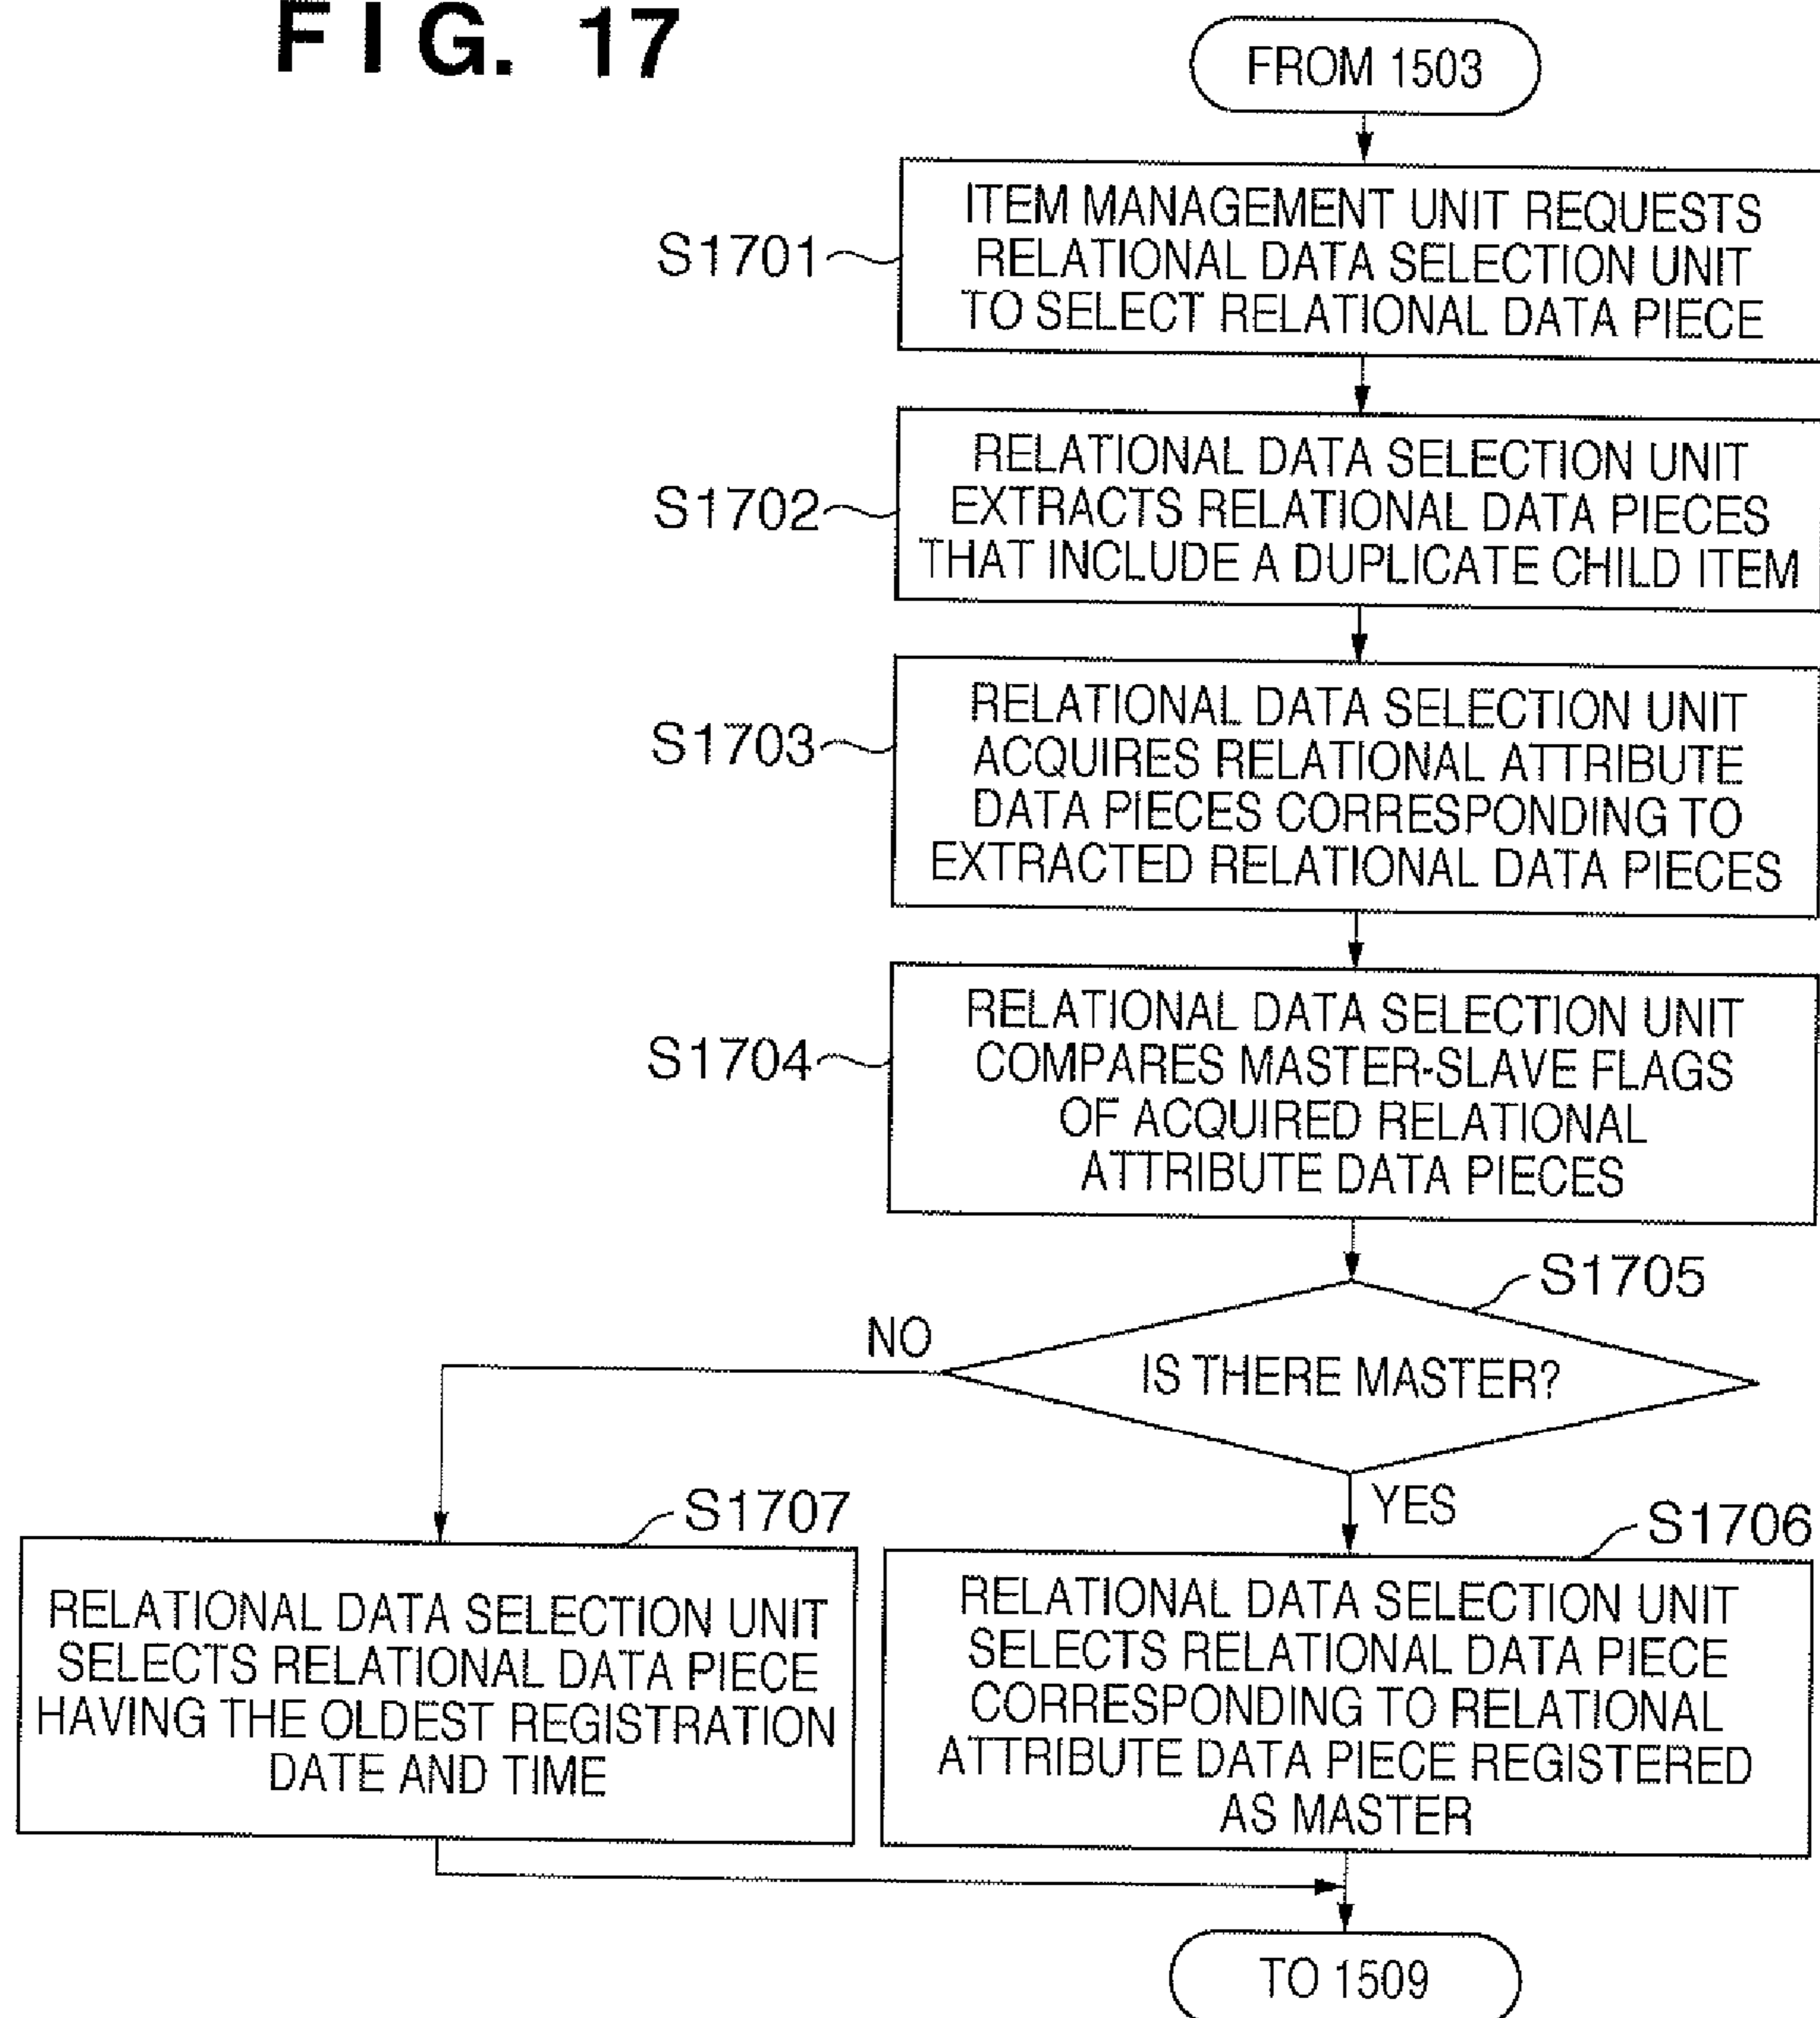 FIG. 17
FROM 1503
S1701
ITEM MANAGEMENT UNIT REQUESTS
RELATIONAL DATA SELECTION UNIT
TO SELECT RELATIONAL DATA PIECE
S1702
RELATIONAL DATA SELECTION UNIT
EXTRACTS RELATIONAL DATA PIECES
THAT INCLUDE A DUPLICATE CHILD ITEM
S1703
RELATIONAL DATA SELECTION UNIT
ACQUIRES RELATIONAL ATTRIBUTE
DATA PIECES CORRESPONDING TO
EXTRACTED RELATIONAL DATA PIECES
S1704
RELATIONAL DATA SELECTION UNIT
COMPARES MASTER-SLAVE FLAGS
OF ACQUIRED RELATIONAL
ATTRIBUTE DATA PIECES
S1705
NO
IS THERE MASTER?
YES
S1707
RELATIONAL DATA SELECTION UNIT
SELECTS RELATIONAL DATA PIECE
HAVING THE OLDEST REGISTRATION
DATE AND TIME
S1706
RELATIONAL DATA SELECTION UNIT
SELECTS RELATIONAL DATA PIECE
CORRESPONDING TO RELATIONAL
ATTRIBUTE DATA PIECE REGISTERED
AS MASTER
TO 1509